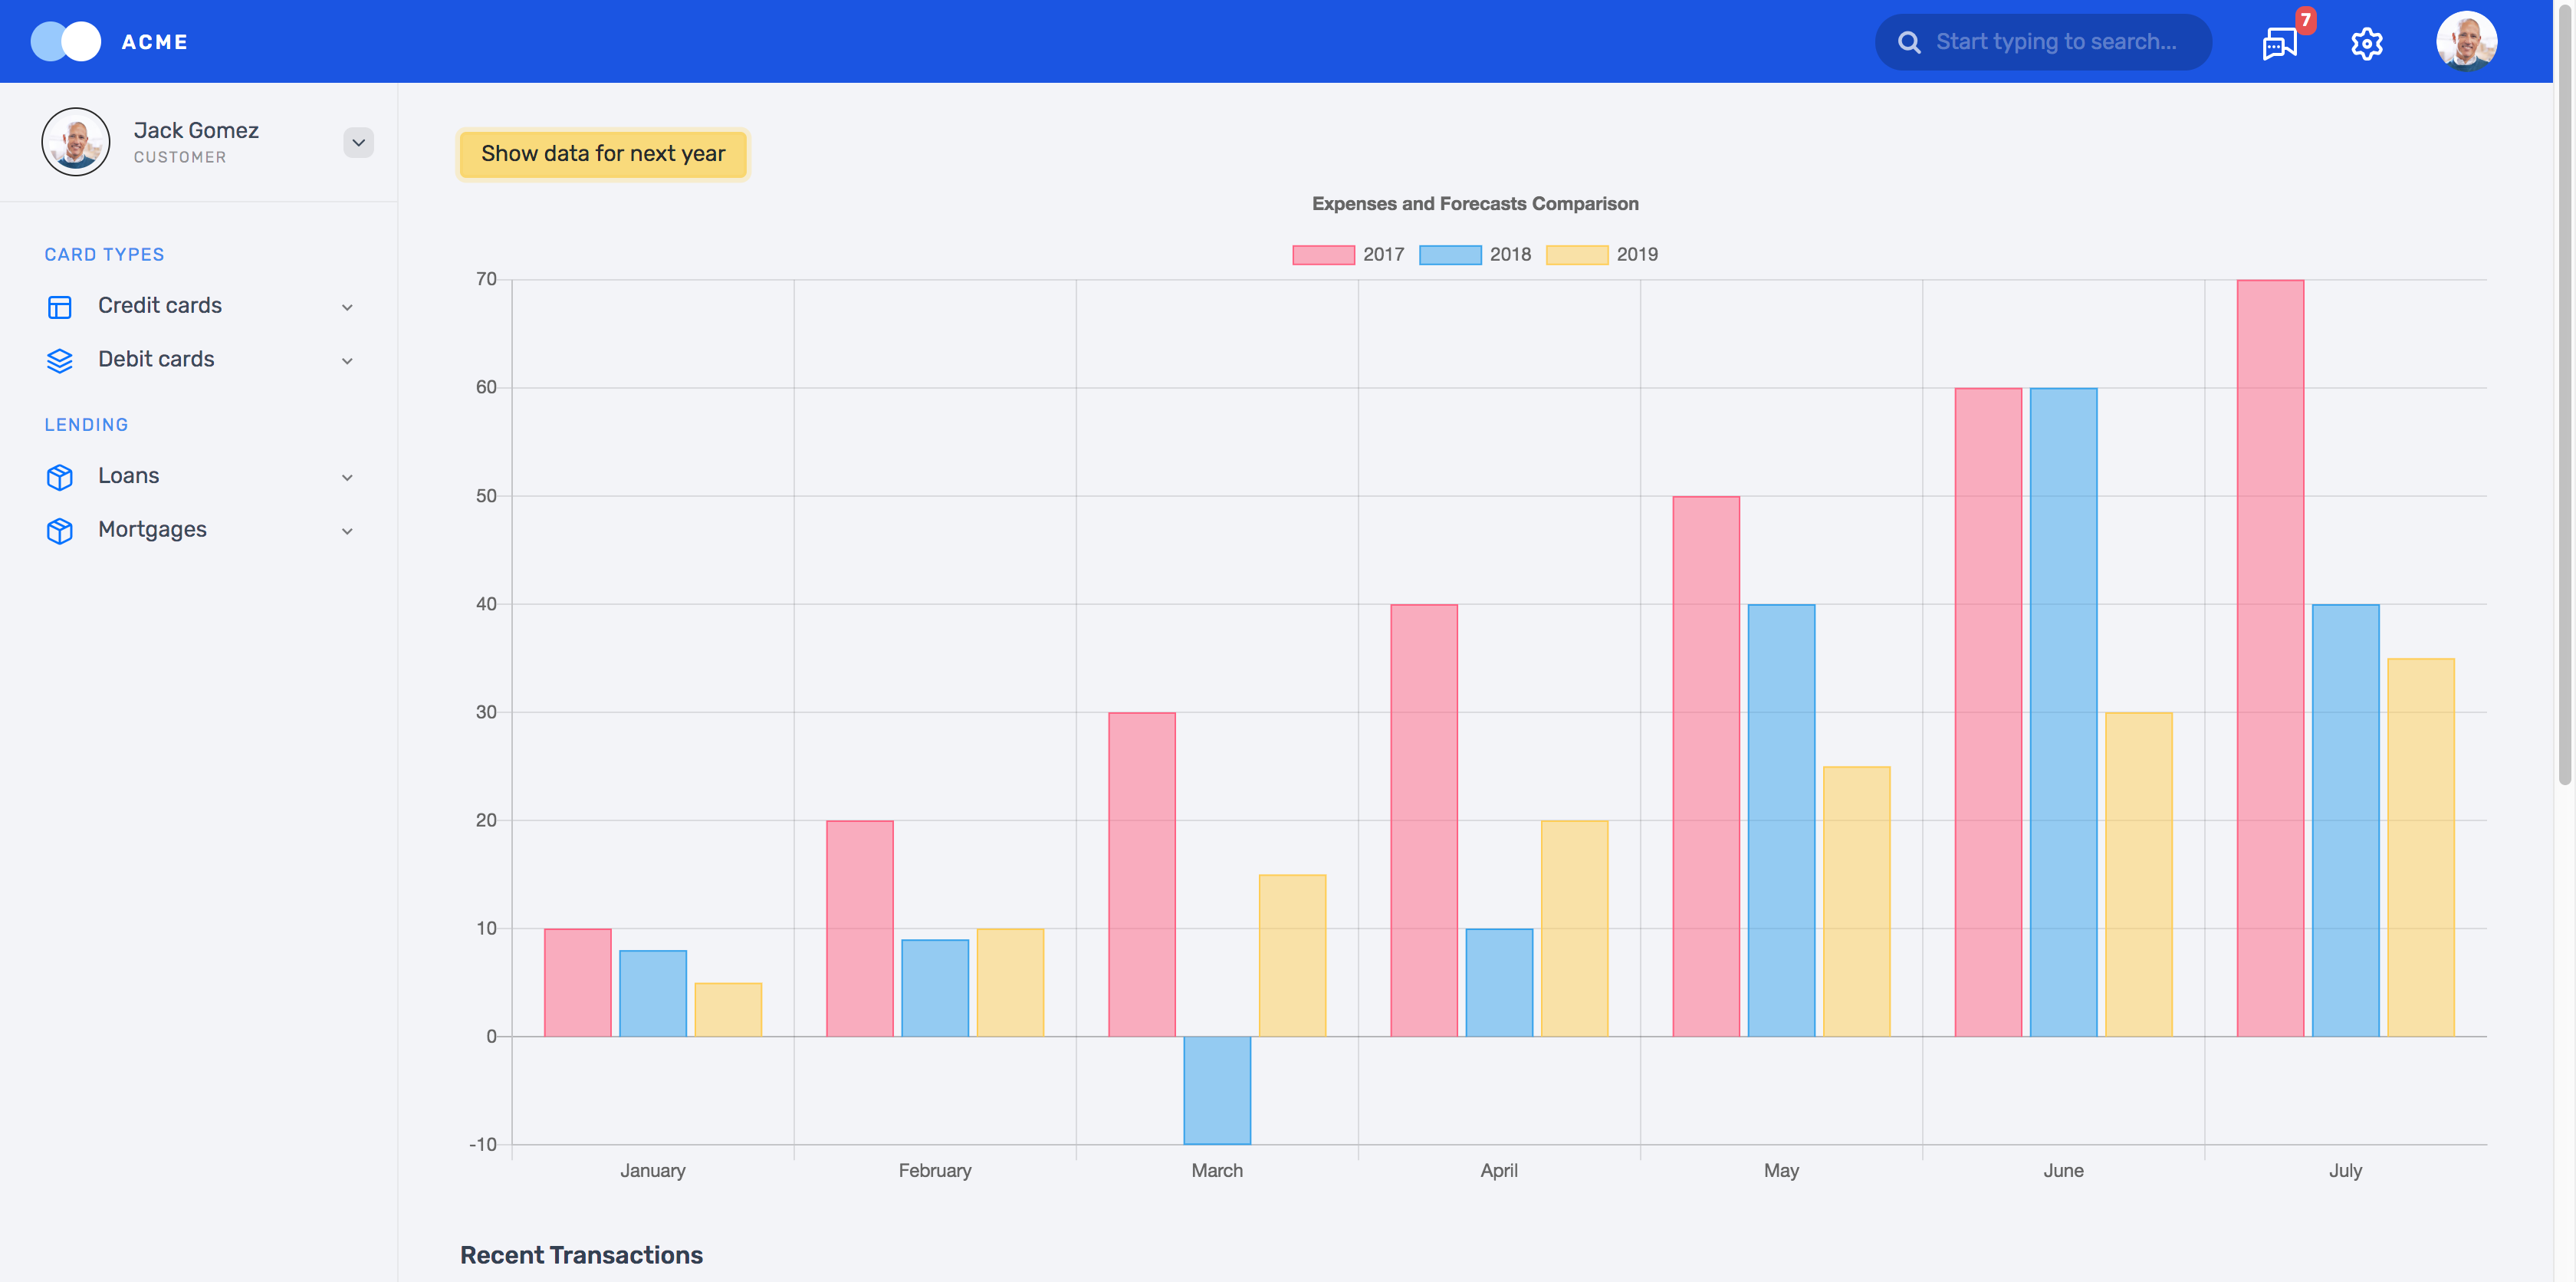 ACME
Start typing to search...
7
Jack Gomez
CUSTOMER
CARD TYPES
Credit cards
Debit cards
LENDING
Loans
Mortgages
Show data for next year
Expenses and Forecasts Comparison
2017 2018 2019
70
60
50
40
30
20
10
0
-10
January February March April May June July
Recent Transactions